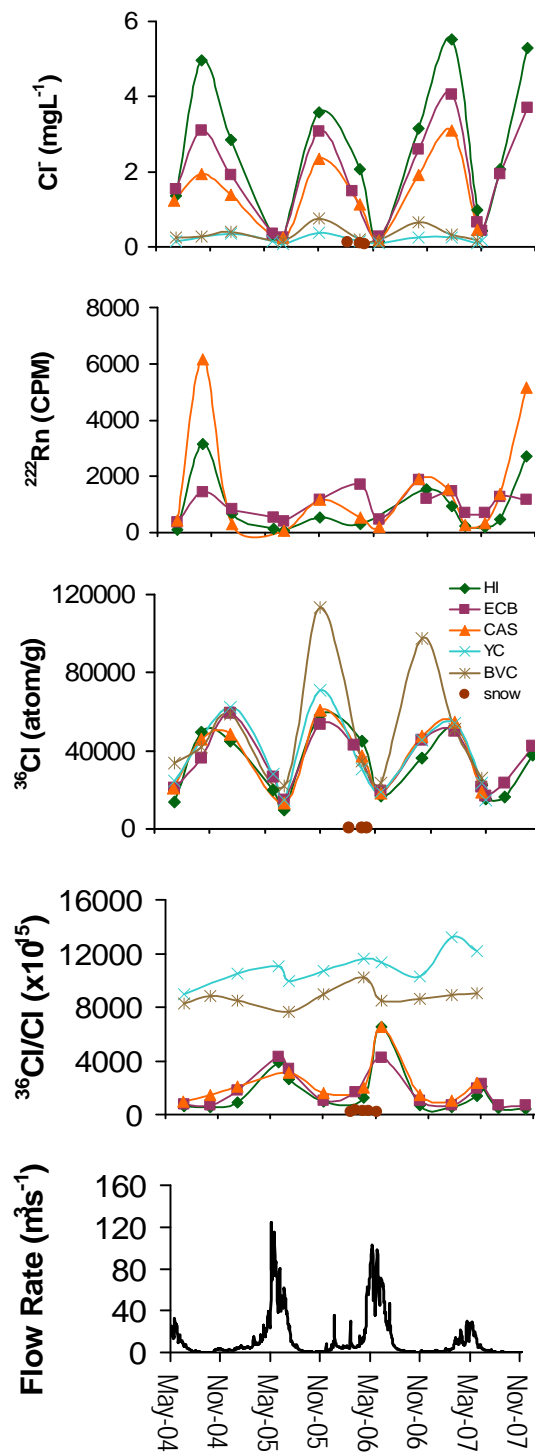 Cl⁻ (mgL⁻¹)
6
4
2
0
²²²Rn (CPM)
8000
6000
4000
2000
0
³⁶Cl (atom/g)
120000
80000
40000
0
HI
ECB
CAS
YC
BVC
snow
³⁶Cl/Cl (x10¹⁵)
16000
12000
8000
4000
0
Flow Rate (m³s⁻¹)
160
120
80
40
0
May-04
Nov-04
May-05
Nov-05
May-06
Nov-06
May-07
Nov-07